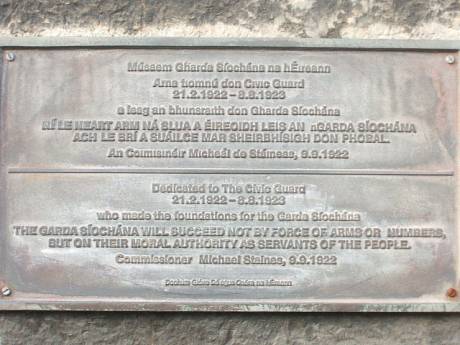 Músaem Gharda Síochána na hÉireann
Arna tiomnú don Civic Guard
21.2.1922 – 8.8.1923
a leag an bhunsraith don Gharda Síochána
NÍ LE NEART ARM NÁ SLUA A ÉIREOIDH LEIS AN nGARDA SÍOCHÁNA
ACH LE BRÍ A SUÁILCE MAR SHEIRBHÍSIGH DON PHOBAL.
An Coimisinéir Micheál de Stáineas, 9.9.1922
Dedicated to The Civic Guard
21.2.1922 – 8.8.1923
who made the foundations for the Garda Síochána
THE GARDA SÍOCHÁNA WILL SUCCEED NOT BY FORCE OF ARMS OR NUMBERS,
BUT ON THEIR MORAL AUTHORITY AS SERVANTS OF THE PEOPLE.
Commissioner Michael Staines, 9.9.1922